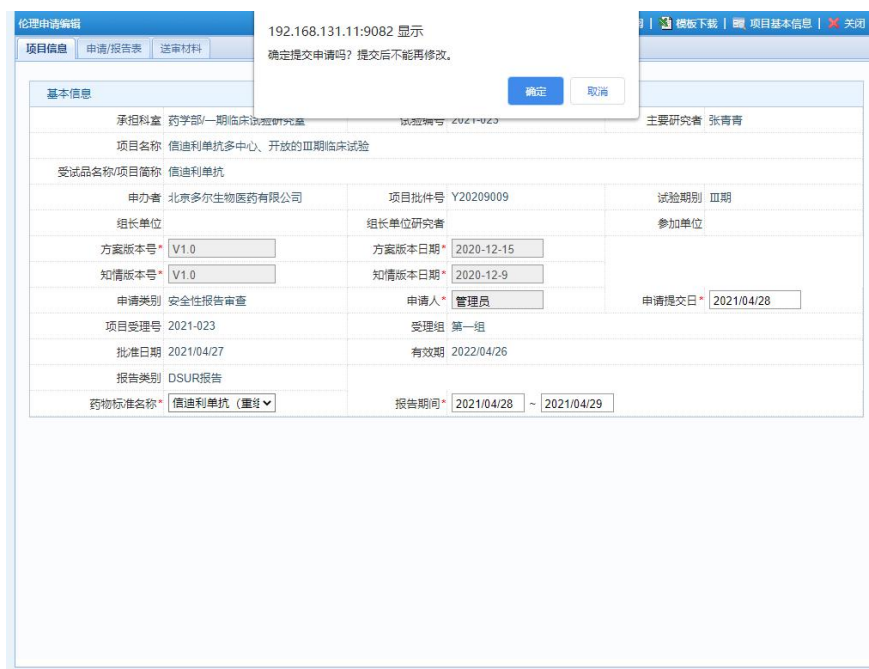 伦理申请编辑
模板下载 | 项目基本信息 | 关闭
192.168.131.11:9082 显示
确定提交申请吗？提交后不能再修改。
确定 取消
项目信息 申请/报告表 送审材料
基本信息
承担科室 药学部/一期临床试验研究室 试验编号 2021-023 主要研究者 张青青
项目名称 信迪利单抗多中心、开放的III期临床试验
受试品名称/项目简称 信迪利单抗
申办者 北京多尔生物医药有限公司 项目批件号 Y20209009 试验期别 III期
组长单位 组长单位研究者 参加单位
方案版本号* V1.0 方案版本日期* 2020-12-15
知情版本号* V1.0 知情版本日期* 2020-12-9
申请类别 安全性报告审查 申请人* 管理员 申请提交日* 2021/04/28
项目受理号 2021-023 受理组 第一组
批准日期 2021/04/27 有效期 2022/04/26
报告类别 DSUR报告
药物标准名称* 信迪利单抗（重组 报告期间* 2021/04/28 ~ 2021/04/29